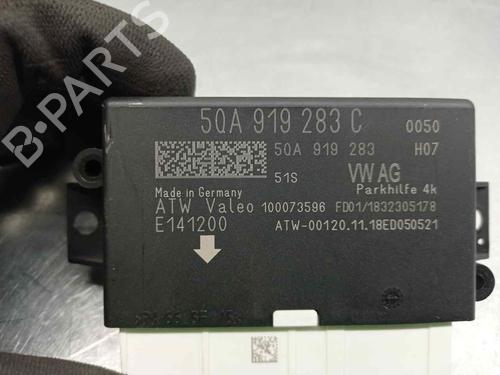 B-PARTS
5QA 919 283 C 0050
5QA 919 283 H07
51S VW AG
Parkhilfe 4k
Made in Germany
ATW Valeo 100073596 FD01/1832305178
E141200 ATW-00120.11.18ED050521